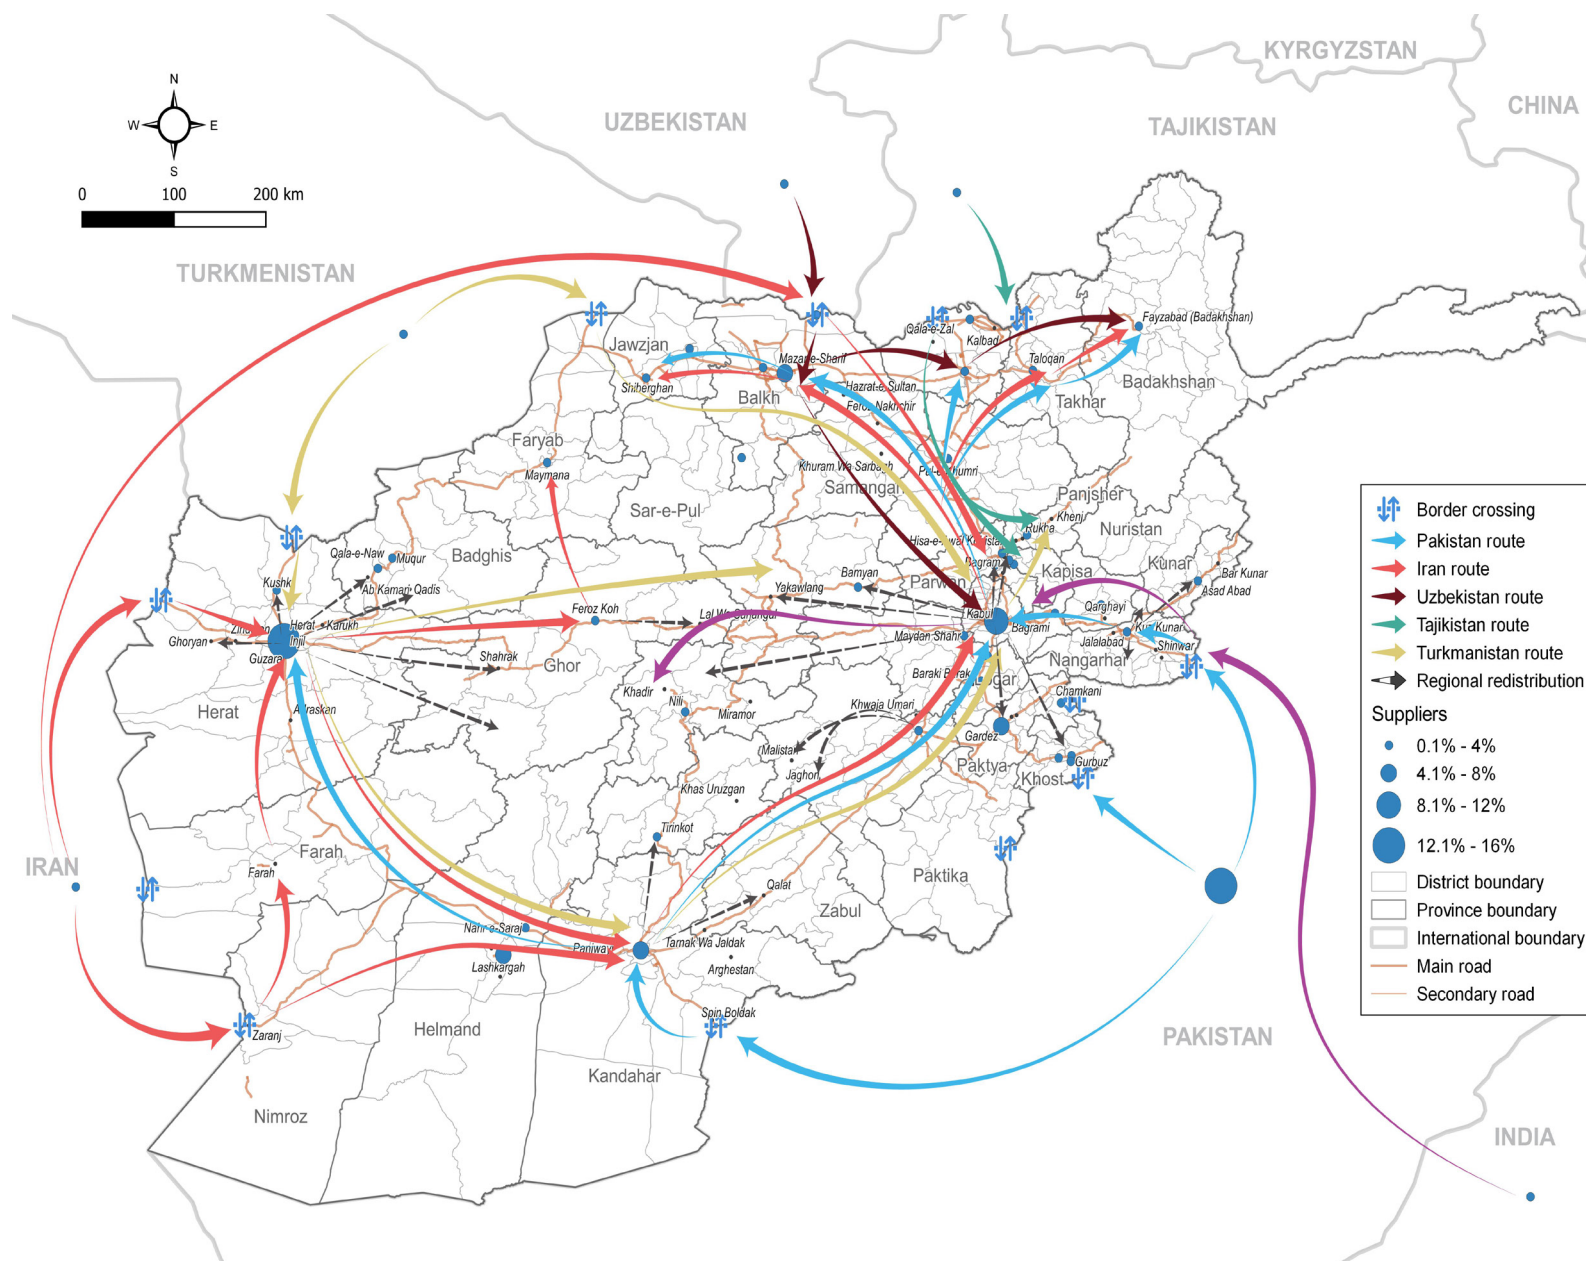 KYRGYZSTAN
CHINA
UZBEKISTAN
TAJIKISTAN
TURKMENISTAN
N
W
E
S
0 100 200 km
Fayzabad (Badakhshan)
Qala-e-Zal
Kalbad
Jawzjan
Mazar-e-Sharif
Taloqan
Shiberghan
Balkh
Hazrat-e-Sultan
Badakhshan
Takhar
Feroz Nakhchir
Faryab
Maymana
Khuram Wa Sarbagh
Pul-e-Khumri
Samangan
Panjsher
Sar-e-Pul
Khenj
Rukha
Nuristan
Qala-e-Naw
Muqur
Badghis
Bagram
Kunar
Bar Kunar
Kushk
Ab Kamari
Qadis
Bamyan
Parwan
Kapisa
Asad Abad
Yakawlang
Feroz Koh
Qarghayi
Herat
Karukh
Injil
Kabul
Bagrami
Ghoryan
Guzara
Maydan Shahr
Jalalabad
Shinwar
Shahrak
Ghor
Nangarhar
Baraki Barak
Logar
Khadir
Nili
Chamkani
Herat
Adraskan
Miramor
Khwaja Umari
Gardez
Malistan
Paktya
Gurbuz
Jaghori
Khost
Khas Uruzgan
Tirinkot
IRAN
Farah
Farah
Paktika
Qalat
Zabul
Nahr-e-Saraj
Panjway
Tarnak Wa Jaldak
Lashkargah
Arghestan
Spin Boldak
Zaranj
Helmand
PAKISTAN
Kandahar
Nimroz
INDIA
Border crossing
Pakistan route
Iran route
Uzbekistan route
Tajikistan route
Turkmanistan route
Regional redistribution
Suppliers
0.1% - 4%
4.1% - 8%
8.1% - 12%
12.1% - 16%
District boundary
Province boundary
International boundary
Main road
Secondary road